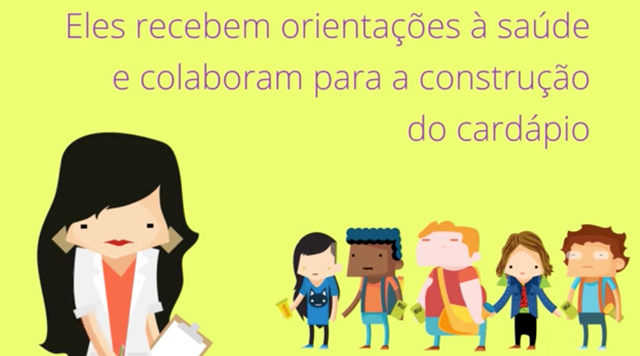 Eles recebem orientações à saúde
e colaboram para a construção
do cardápio